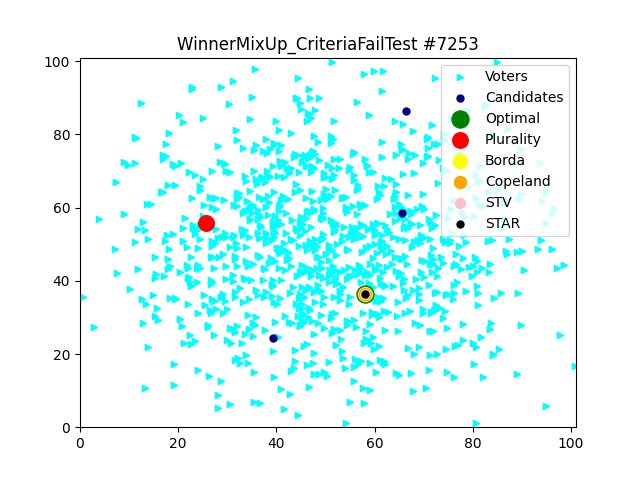 WinnerMixUp_CriteriaFailTest #7253
Voters
Candidates
Optimal
Plurality
Borda
Copeland
STV
STAR
100
80
60
40
20
0
0 20 40 60 80 100